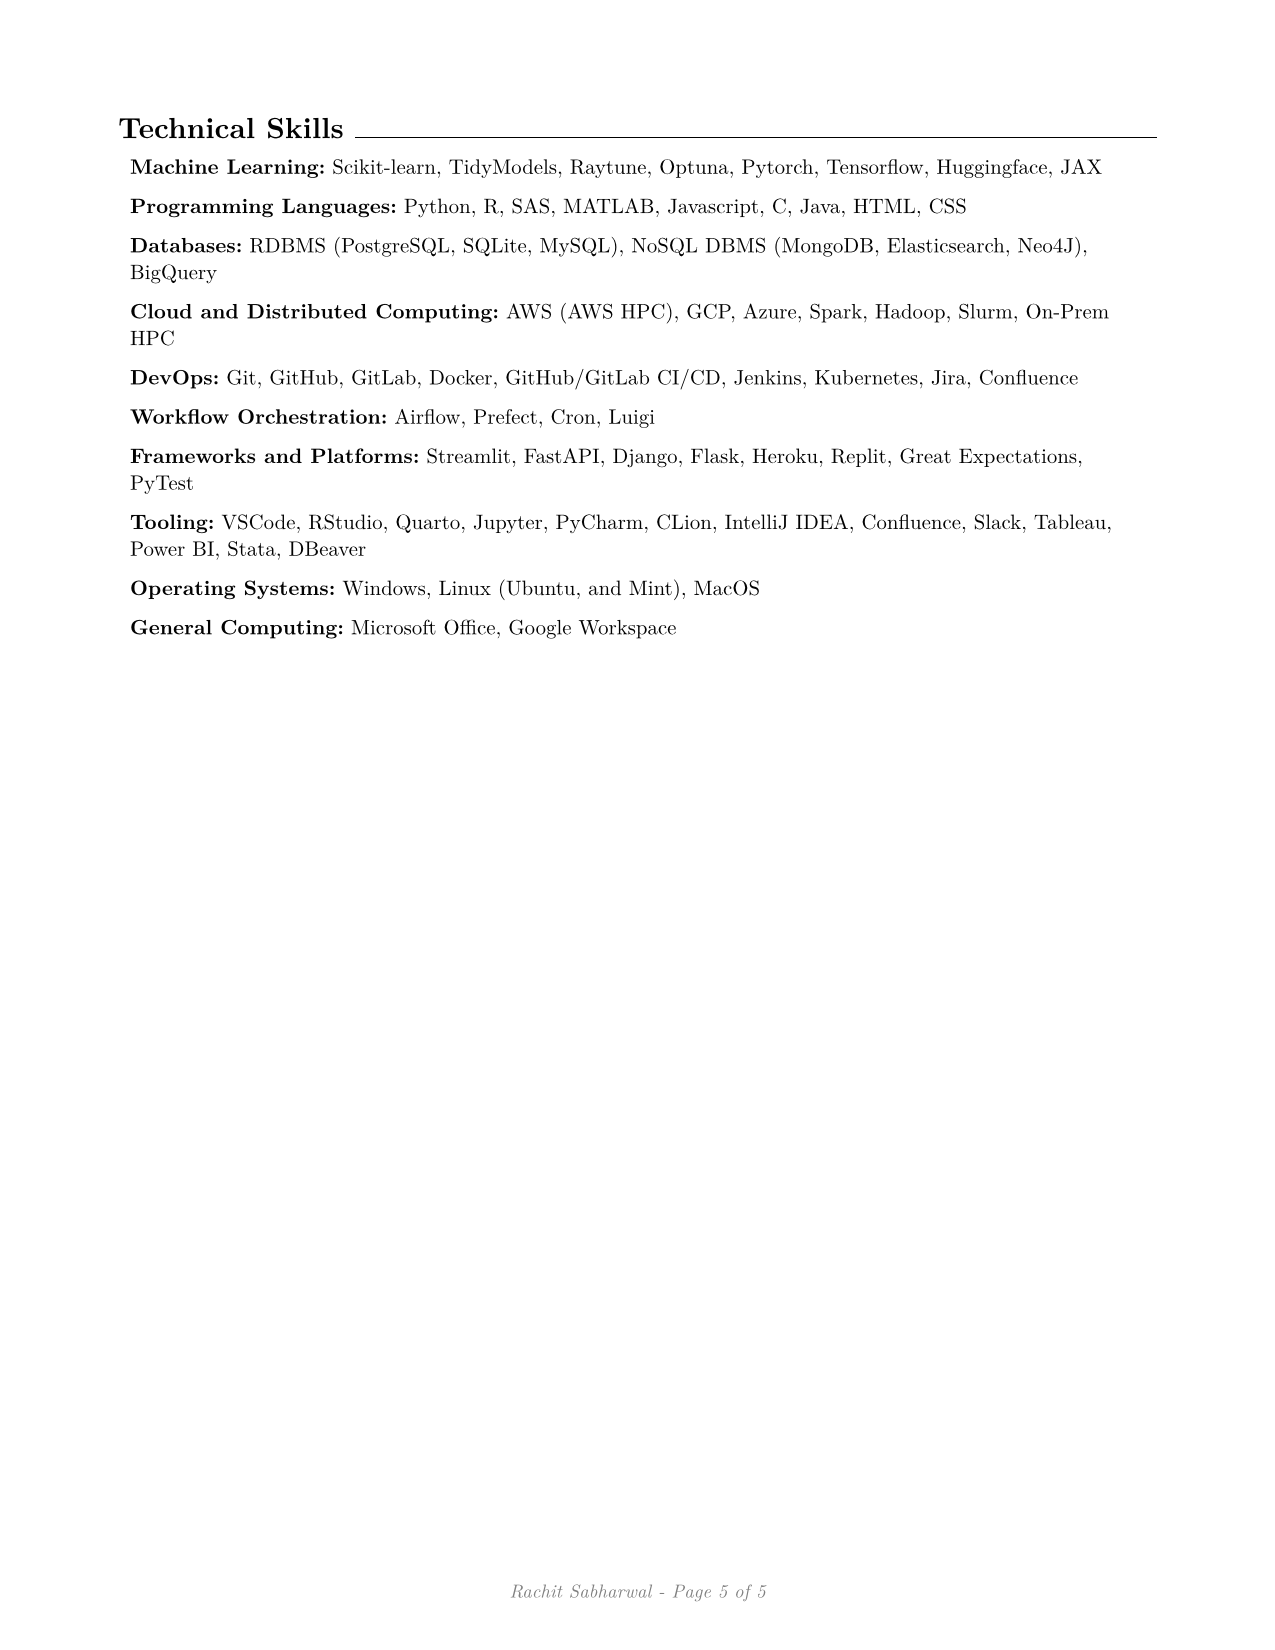 Technical Skills
Machine Learning: Scikit-learn, TidyModels, Raytune, Optuna, Pytorch, Tensorflow, Huggingface, JAX
Programming Languages: Python, R, SAS, MATLAB, Javascript, C, Java, HTML, CSS
Databases: RDBMS (PostgreSQL, SQLite, MySQL), NoSQL DBMS (MongoDB, Elasticsearch, Neo4J),
BigQuery
Cloud and Distributed Computing: AWS (AWS HPC), GCP, Azure, Spark, Hadoop, Slurm, On-Prem
HPC
DevOps: Git, GitHub, GitLab, Docker, GitHub/GitLab CI/CD, Jenkins, Kubernetes, Jira, Confluence
Workflow Orchestration: Airflow, Prefect, Cron, Luigi
Frameworks and Platforms: Streamlit, FastAPI, Django, Flask, Heroku, Replit, Great Expectations,
PyTest
Tooling: VSCode, RStudio, Quarto, Jupyter, PyCharm, CLion, IntelliJ IDEA, Confluence, Slack, Tableau,
Power BI, Stata, DBeaver
Operating Systems: Windows, Linux (Ubuntu, and Mint), MacOS
General Computing: Microsoft Office, Google Workspace
Rachit Sabharwal - Page 5 of 5